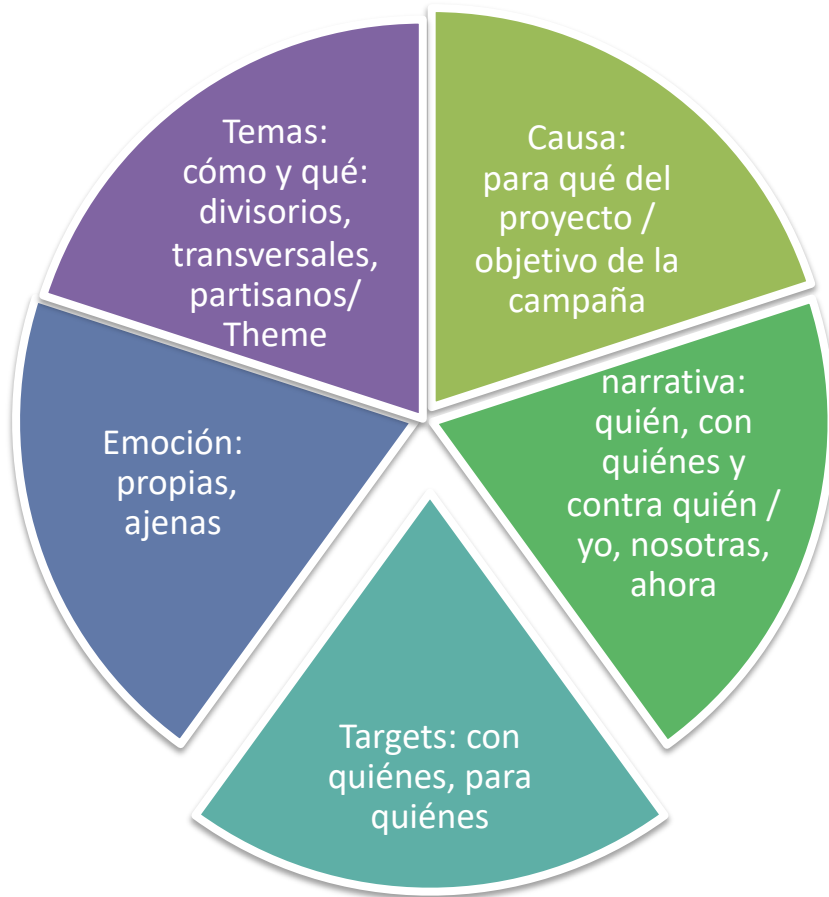 Temas:
cómo y qué:
divisorios,
transversales,
partisanos/
Theme
Causa:
para qué del
proyecto /
objetivo de la
campaña
narrativa:
quién, con
quiénes y
contra quién /
yo, nosotras,
ahora
Targets: con
quiénes, para
quiénes
Emoción:
propias,
ajenas